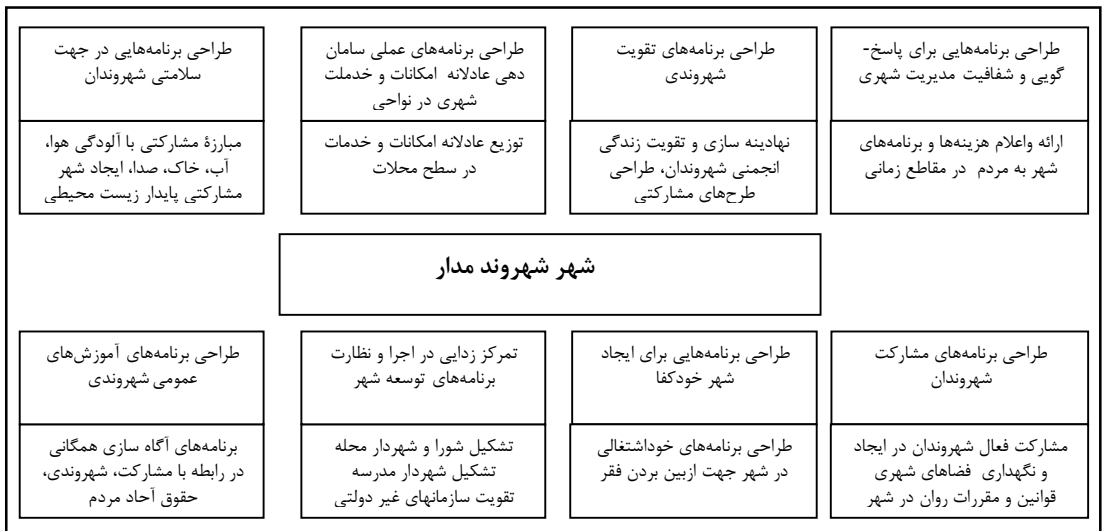 طراحی برنامه‌هایی برای پاسخ-
گویی و شفافیت مدیریت شهری
ارائه واعلام هزینه‌ها و برنامه‌های
شهر به مردم در مقاطع زمانی
طراحی برنامه‌های تقویت
شهروندی
نهادینه سازی و تقویت زندگی
انجمنی شهروندان، طراحی
طرح‌های مشارکتی
طراحی برنامه‌های عملی سامان
دهی عادلانه امکانات و خدملت
شهری در نواحی
توزیع عادلانه امکانات و خدمات
در سطح محلات
طراحی برنامه‌هایی در جهت
سلامتی شهروندان
مبارزۀ مشارکتی با آلودگی هوا،
آب، خاک، صدا، ایجاد شهر
مشارکتی پایدار زیست محیطی
شهر شهروند مدار
طراحی برنامه‌های مشارکت
شهروندان
مشارکت فعال شهروندان در ایجاد
و نگهداری فضاهای شهری
قوانین و مقررات روان در شهر
طراحی برنامه‌هایی برای ایجاد
شهر خودکفا
طراحی برنامه‌های خوداشتغالی
در شهر جهت ازبین بردن فقر
تمرکز زدایی در اجرا و نظارت
برنامه‌های توسعه شهر
تشکیل شورا و شهردار محله
تشکیل شهردار مدرسه
تقویت سازمانهای غیر دولتی
طراحی برنامه‌های آموزش‌های
عمومی شهروندی
برنامه‌های آگاه سازی همگانی
در رابطه با مشارکت، شهروندی،
حقوق آحاد مردم